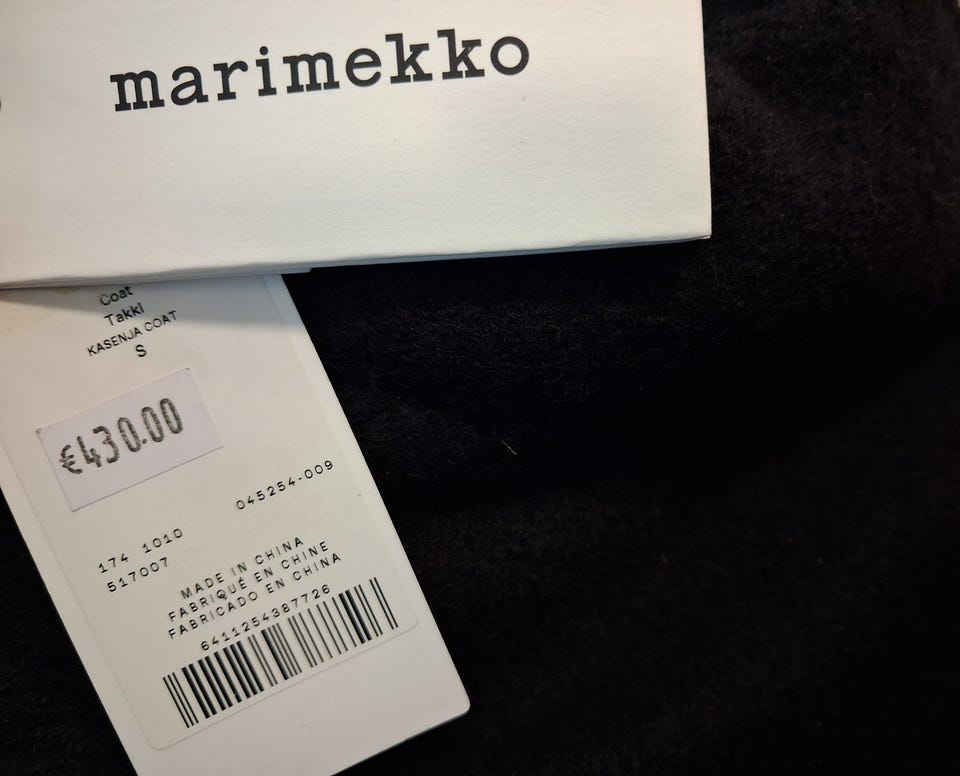 marimekko
Coat
Takki
KASENJA COAT
S
€430.00
045254-009
174 1010
517007
MADE IN CHINA
FABRIQUÉ EN CHINE
FABRICADO EN CHINA
6411254387726